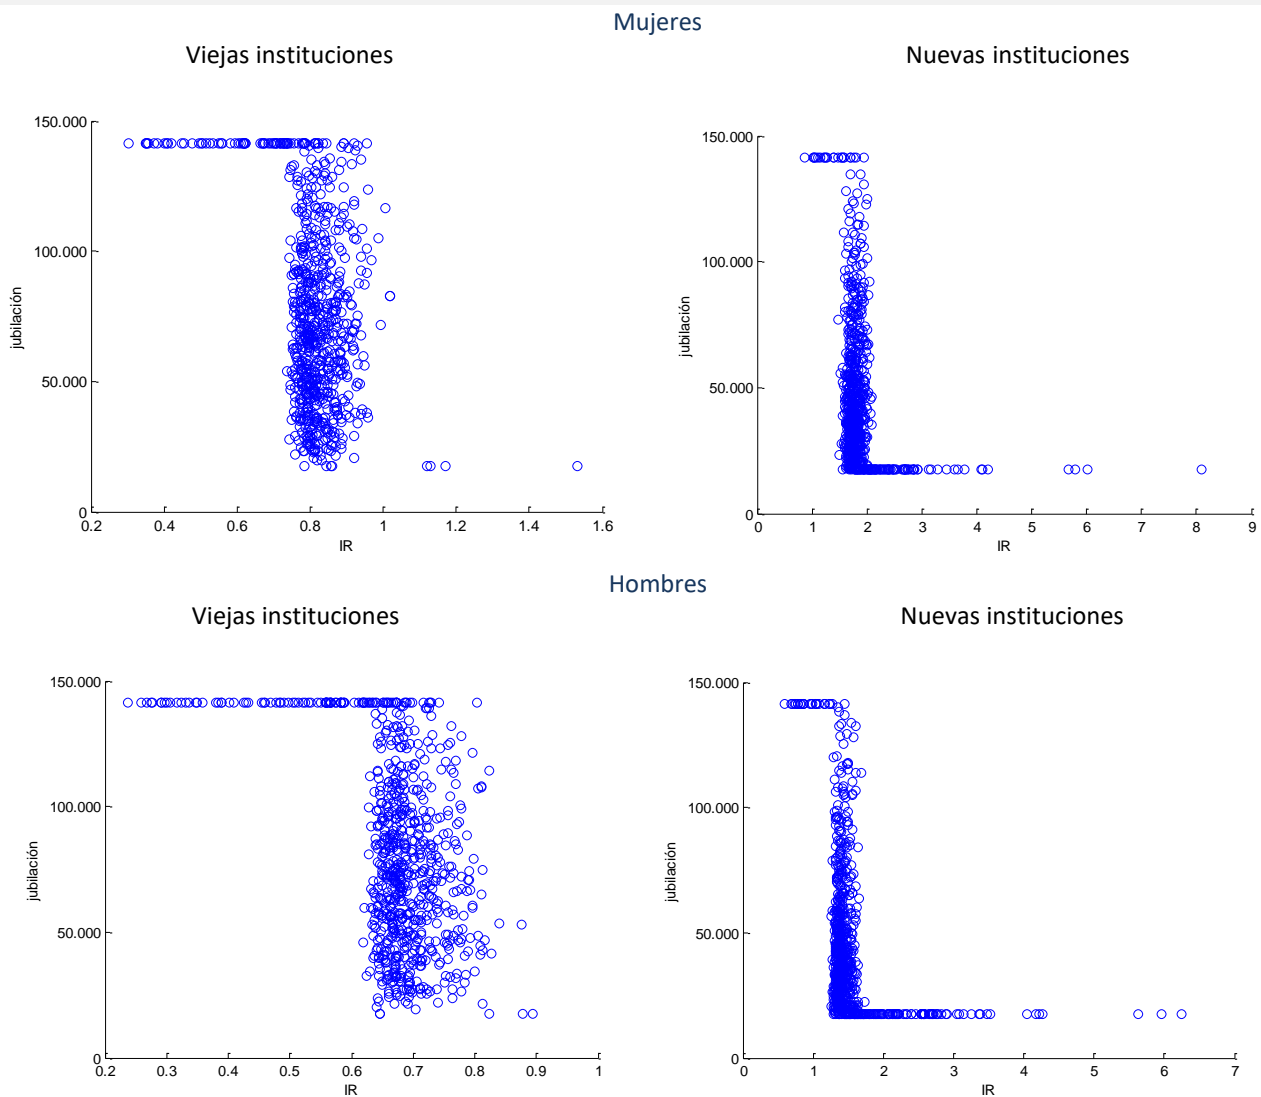 Mujeres
Viejas instituciones
Nuevas instituciones
150.000
100.000
50.000
0
jubilación
0.2 0.4 0.6 0.8 1 1.2 1.4 1.6
IR
150.000
100.000
50.000
0
jubilación
0 1 2 3 4 5 6 7 8 9
IR
Hombres
Viejas instituciones
Nuevas instituciones
150.000
100.000
50.000
0
jubilación
0.2 0.3 0.4 0.5 0.6 0.7 0.8 0.9 1
IR
150.000
100.000
50.000
0
jubilación
0 1 2 3 4 5 6 7
IR